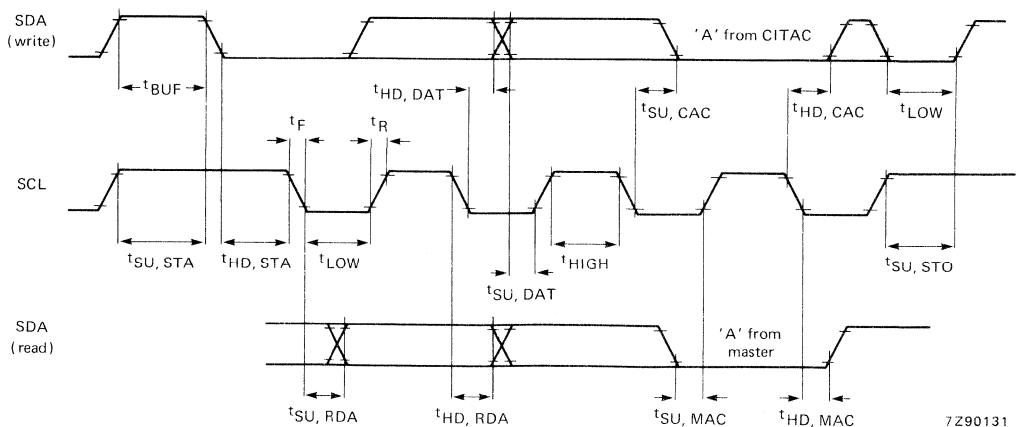 SDA
(write)
'A' from CITAC
tBUF
tHD, DAT
tSU, CAC
tHD, CAC
tLOW
tF
tR
SCL
tSU, STA
tHD, STA
tLOW
tHIGH
tSU, STO
tSU, DAT
SDA
(read)
'A' from
master
tSU, RDA
tHD, RDA
tSU, MAC
tHD, MAC
7Z90131